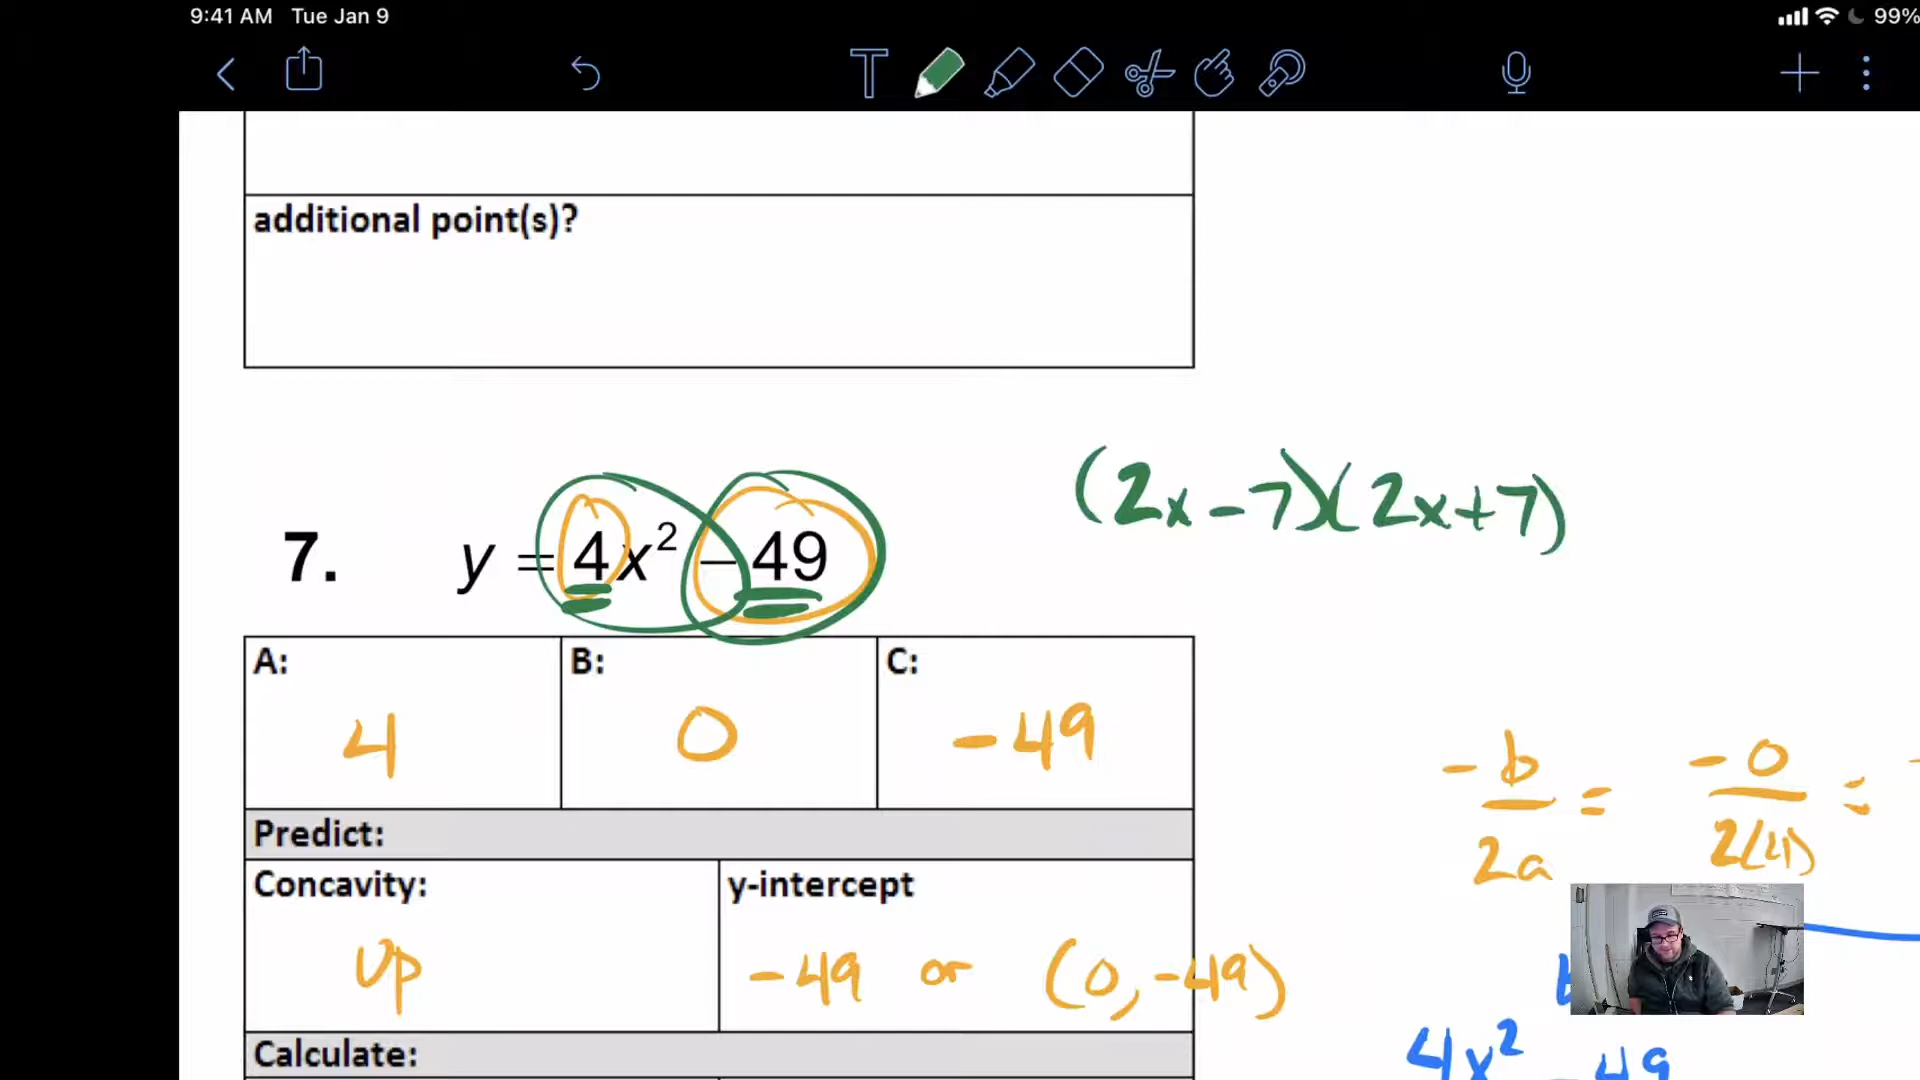 9:41 AM Tue Jan 9 99%
additional point(s)?
(2x-7)(2x+7)
7. y = 4x² – 49
A: B: C:
4 0 -49
-b/2a = -0/2(4) =
Predict:
Concavity: y-intercept
UP -49 or (0,-49)
4x² - 49
Calculate: